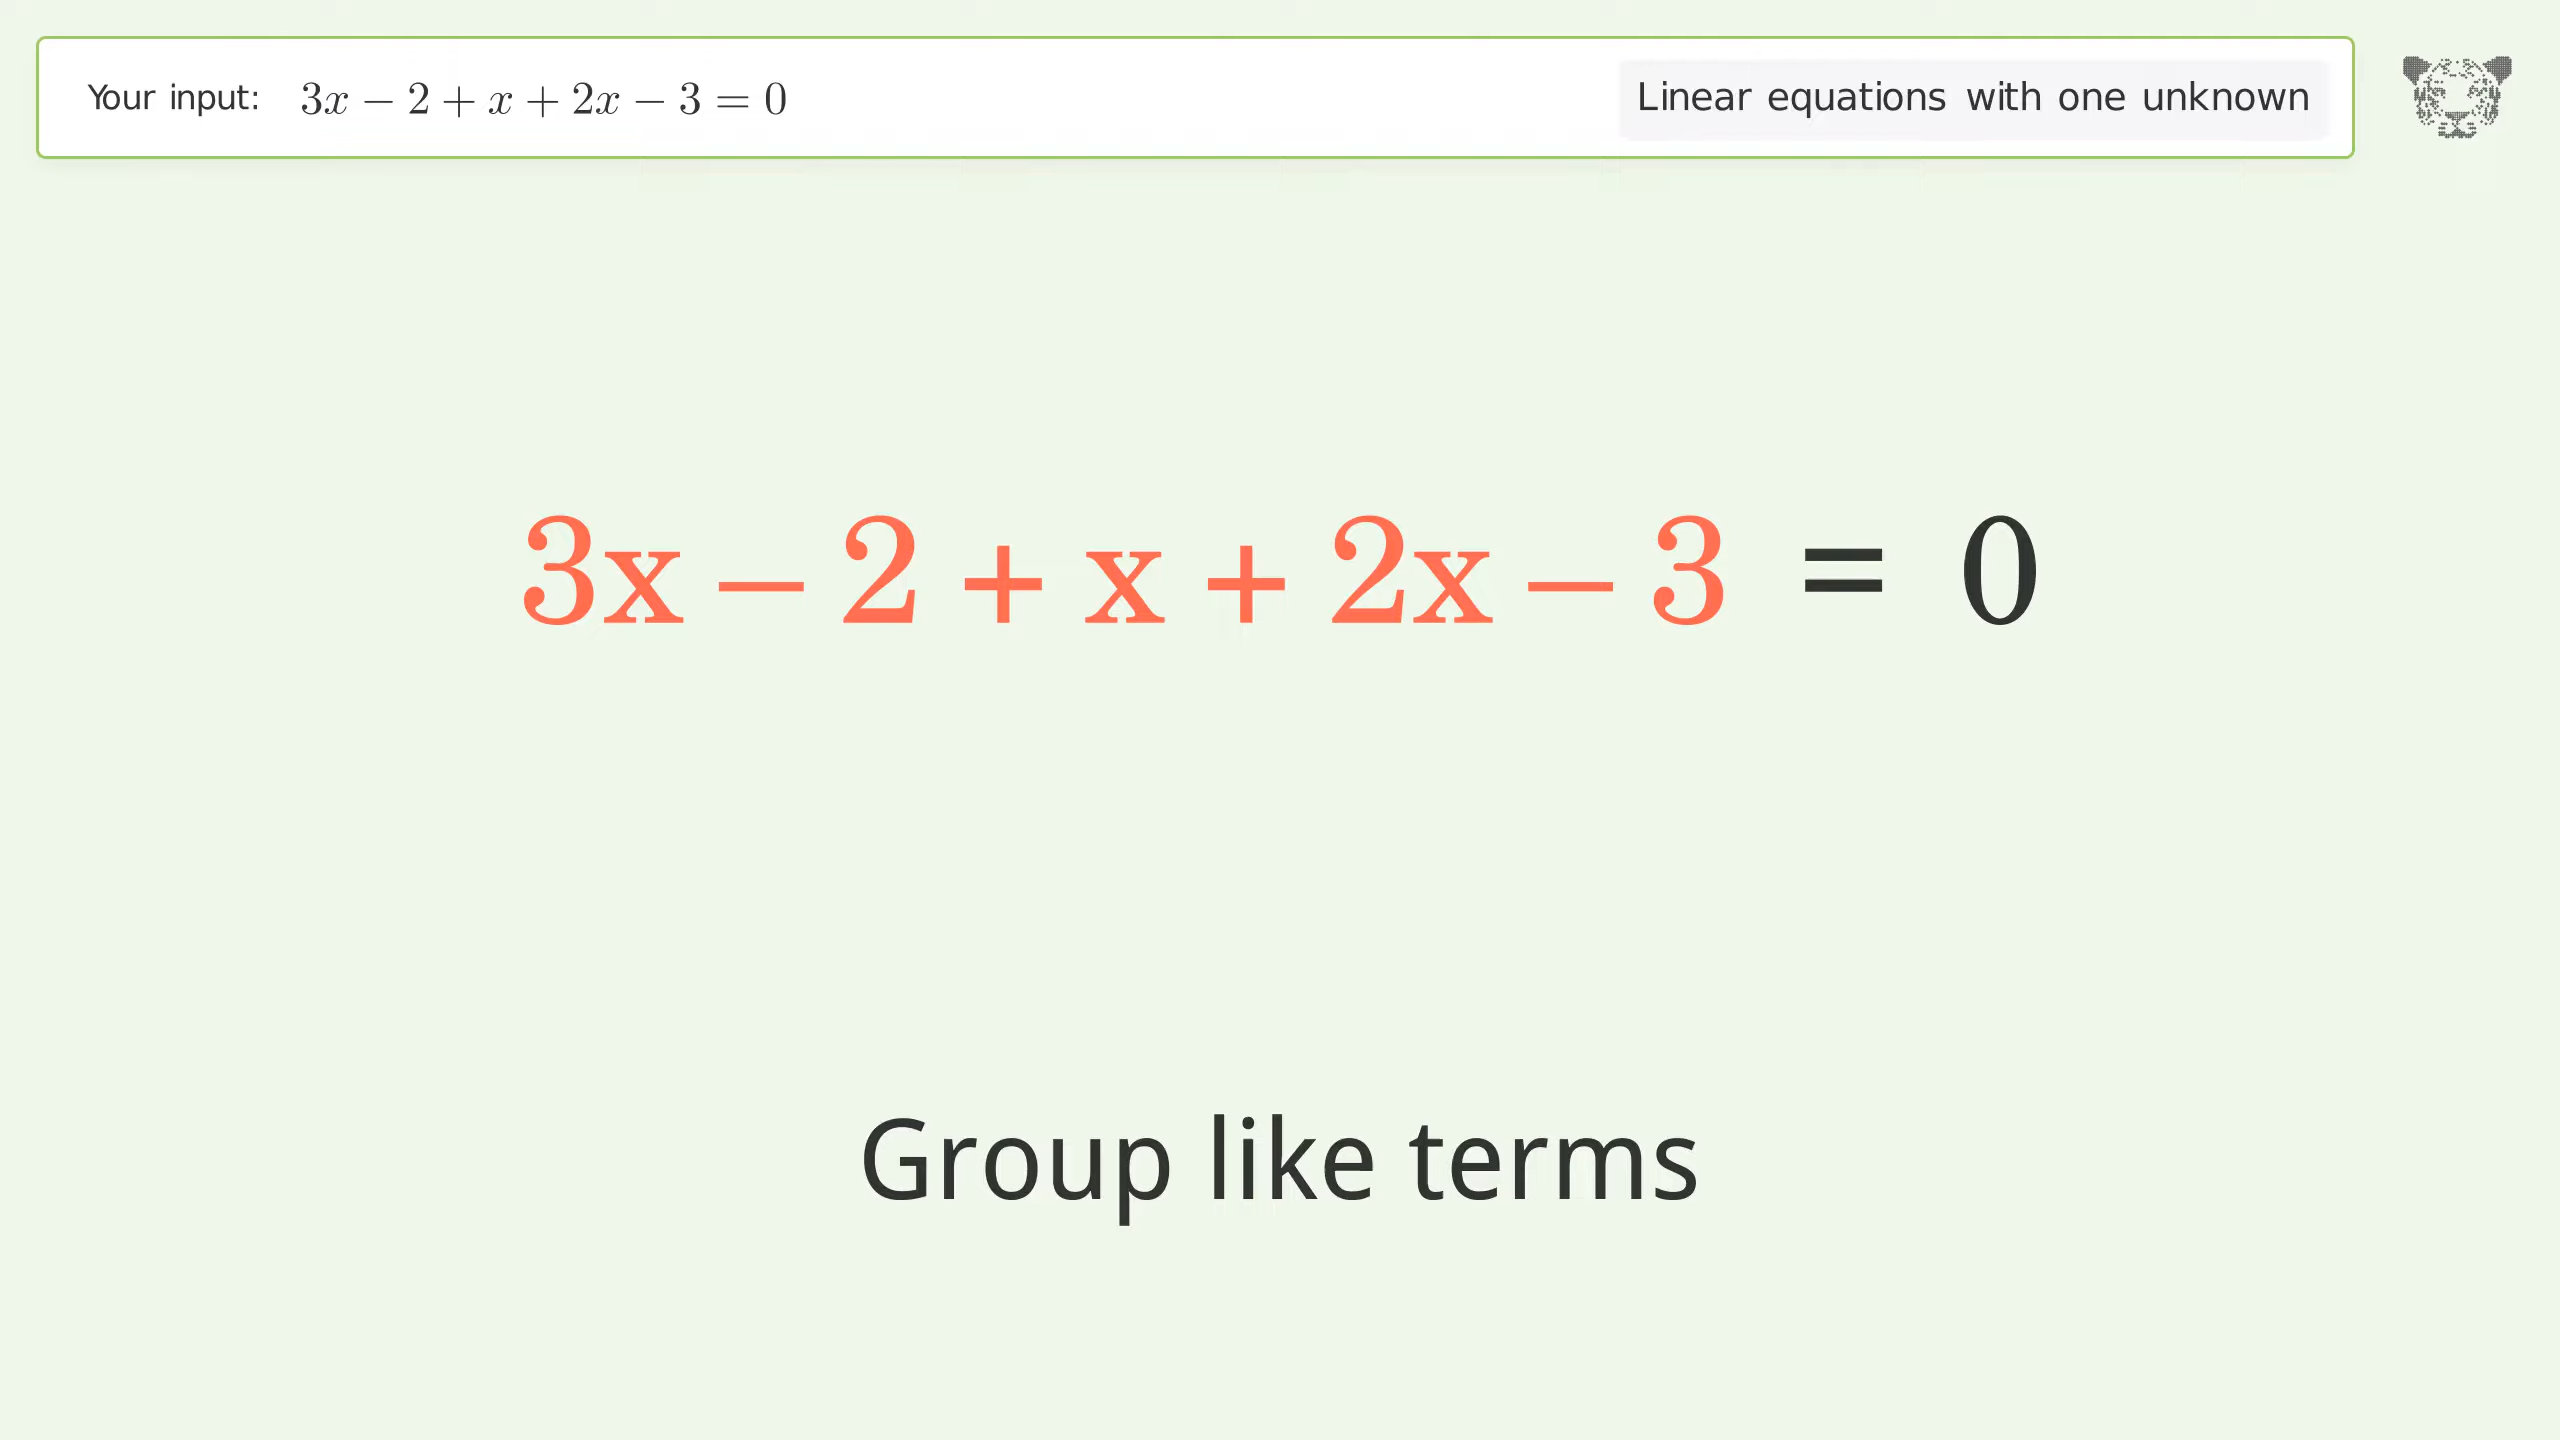 Your input: 3x − 2 + x + 2x − 3 = 0 Linear equations with one unknown
3x − 2 + x + 2x − 3 = 0
Group like terms